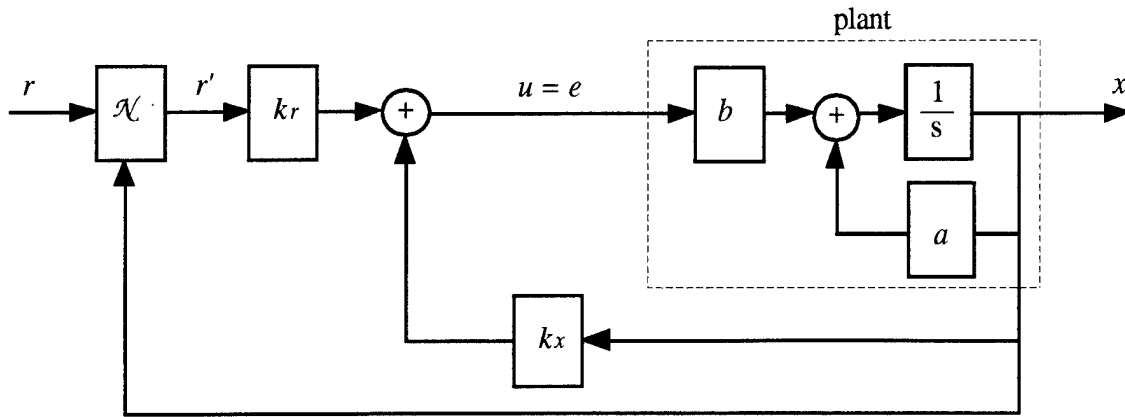 plant
r
𝒩
r'
kr
+
u = e
b
+
1
s
x
a
kx